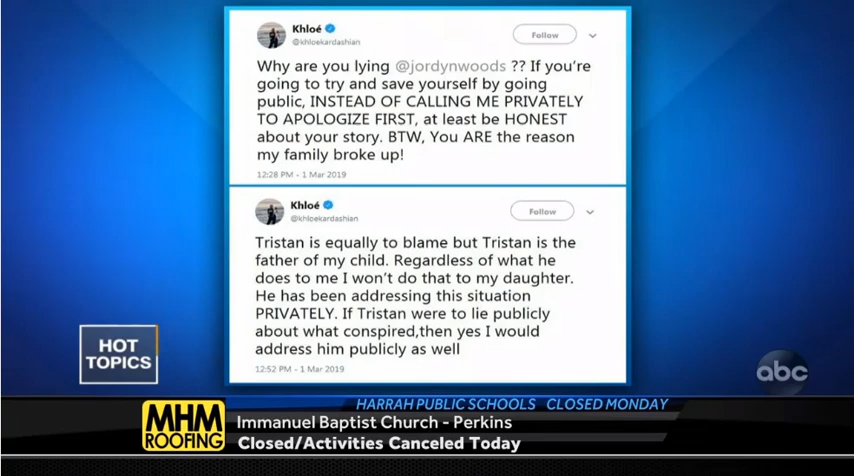 Khloé
@khloekardashian
Follow
Why are you lying @jordynwoods ?? If you're
going to try and save yourself by going
public, INSTEAD OF CALLING ME PRIVATELY
TO APOLOGIZE FIRST, at least be HONEST
about your story. BTW, You ARE the reason
my family broke up!
12:28 PM - 1 Mar 2019
Khloé
@khloekardashian
Follow
Tristan is equally to blame but Tristan is the
father of my child. Regardless of what he
does to me I won't do that to my daughter.
He has been addressing this situation
PRIVATELY. If Tristan were to lie publicly
about what conspired,then yes I would
address him publicly as well
12:52 PM - 1 Mar 2019
HOT
TOPICS
abc
HARRAH PUBLIC SCHOOLS CLOSED MONDAY
MHM
ROOFING
Immanuel Baptist Church - Perkins
Closed/Activities Canceled Today